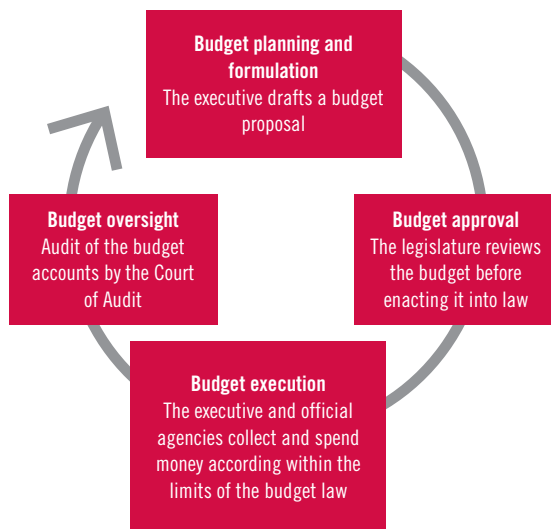 Budget planning and
formulation
The executive drafts a budget
proposal
Budget approval
The legislature reviews
the budget before
enacting it into law
Budget execution
The executive and official
agencies collect and spend
money according within the
limits of the budget law
Budget oversight
Audit of the budget
accounts by the Court
of Audit